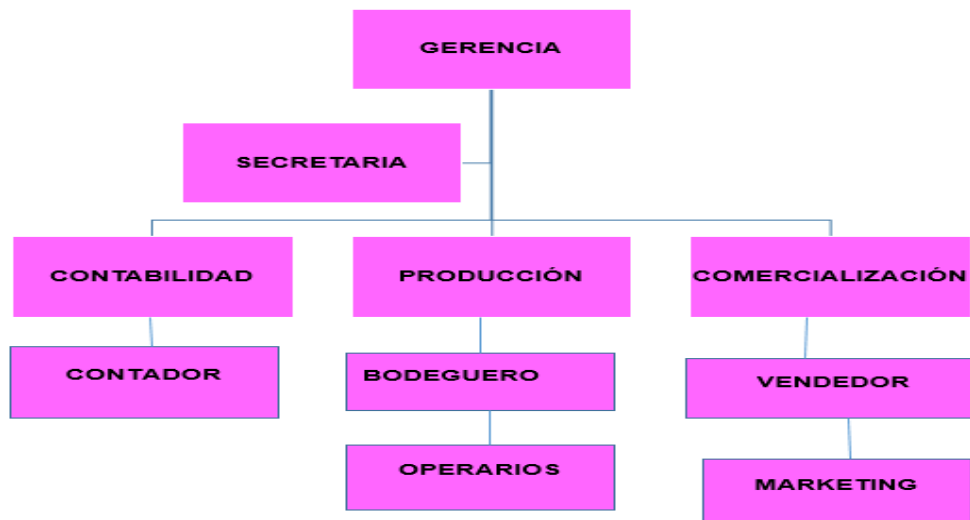 GERENCIA
SECRETARIA
CONTABILIDAD
PRODUCCIÓN
COMERCIALIZACIÓN
CONTADOR
BODEGUERO
VENDEDOR
OPERARIOS
MARKETING